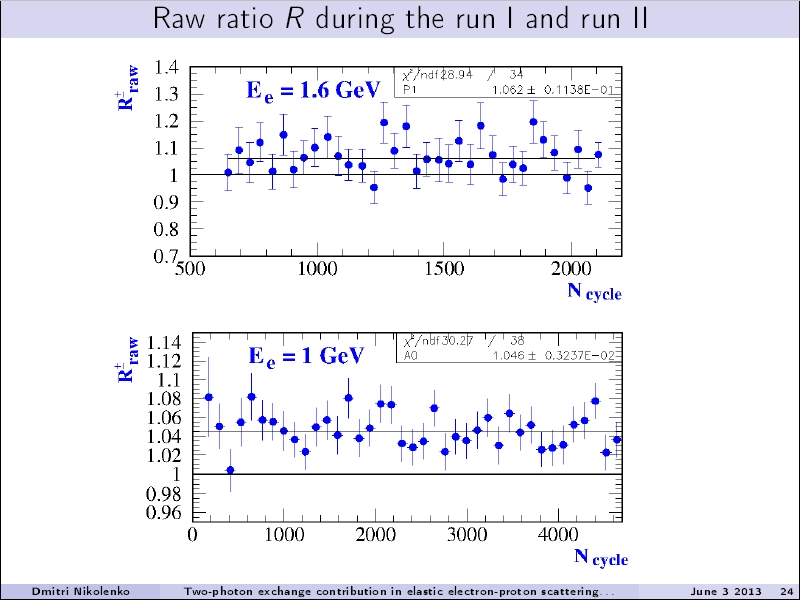 Raw ratio R during the run I and run II
R±raw
1.4
1.3
1.2
1.1
1
0.9
0.8
0.7
E e = 1.6 GeV
χ²/ndf 28.94 / 34
P1 1.062 ± 0.1138E-01
500 1000 1500 2000
N cycle
R±raw
1.14
1.12
1.1
1.08
1.06
1.04
1.02
1
0.98
0.96
E e = 1 GeV
χ²/ndf 30.27 / 38
A0 1.046 ± 0.3237E-02
0 1000 2000 3000 4000
N cycle
Dmitri Nikolenko Two-photon exchange contribution in elastic electron-proton scattering... June 3 2013 24